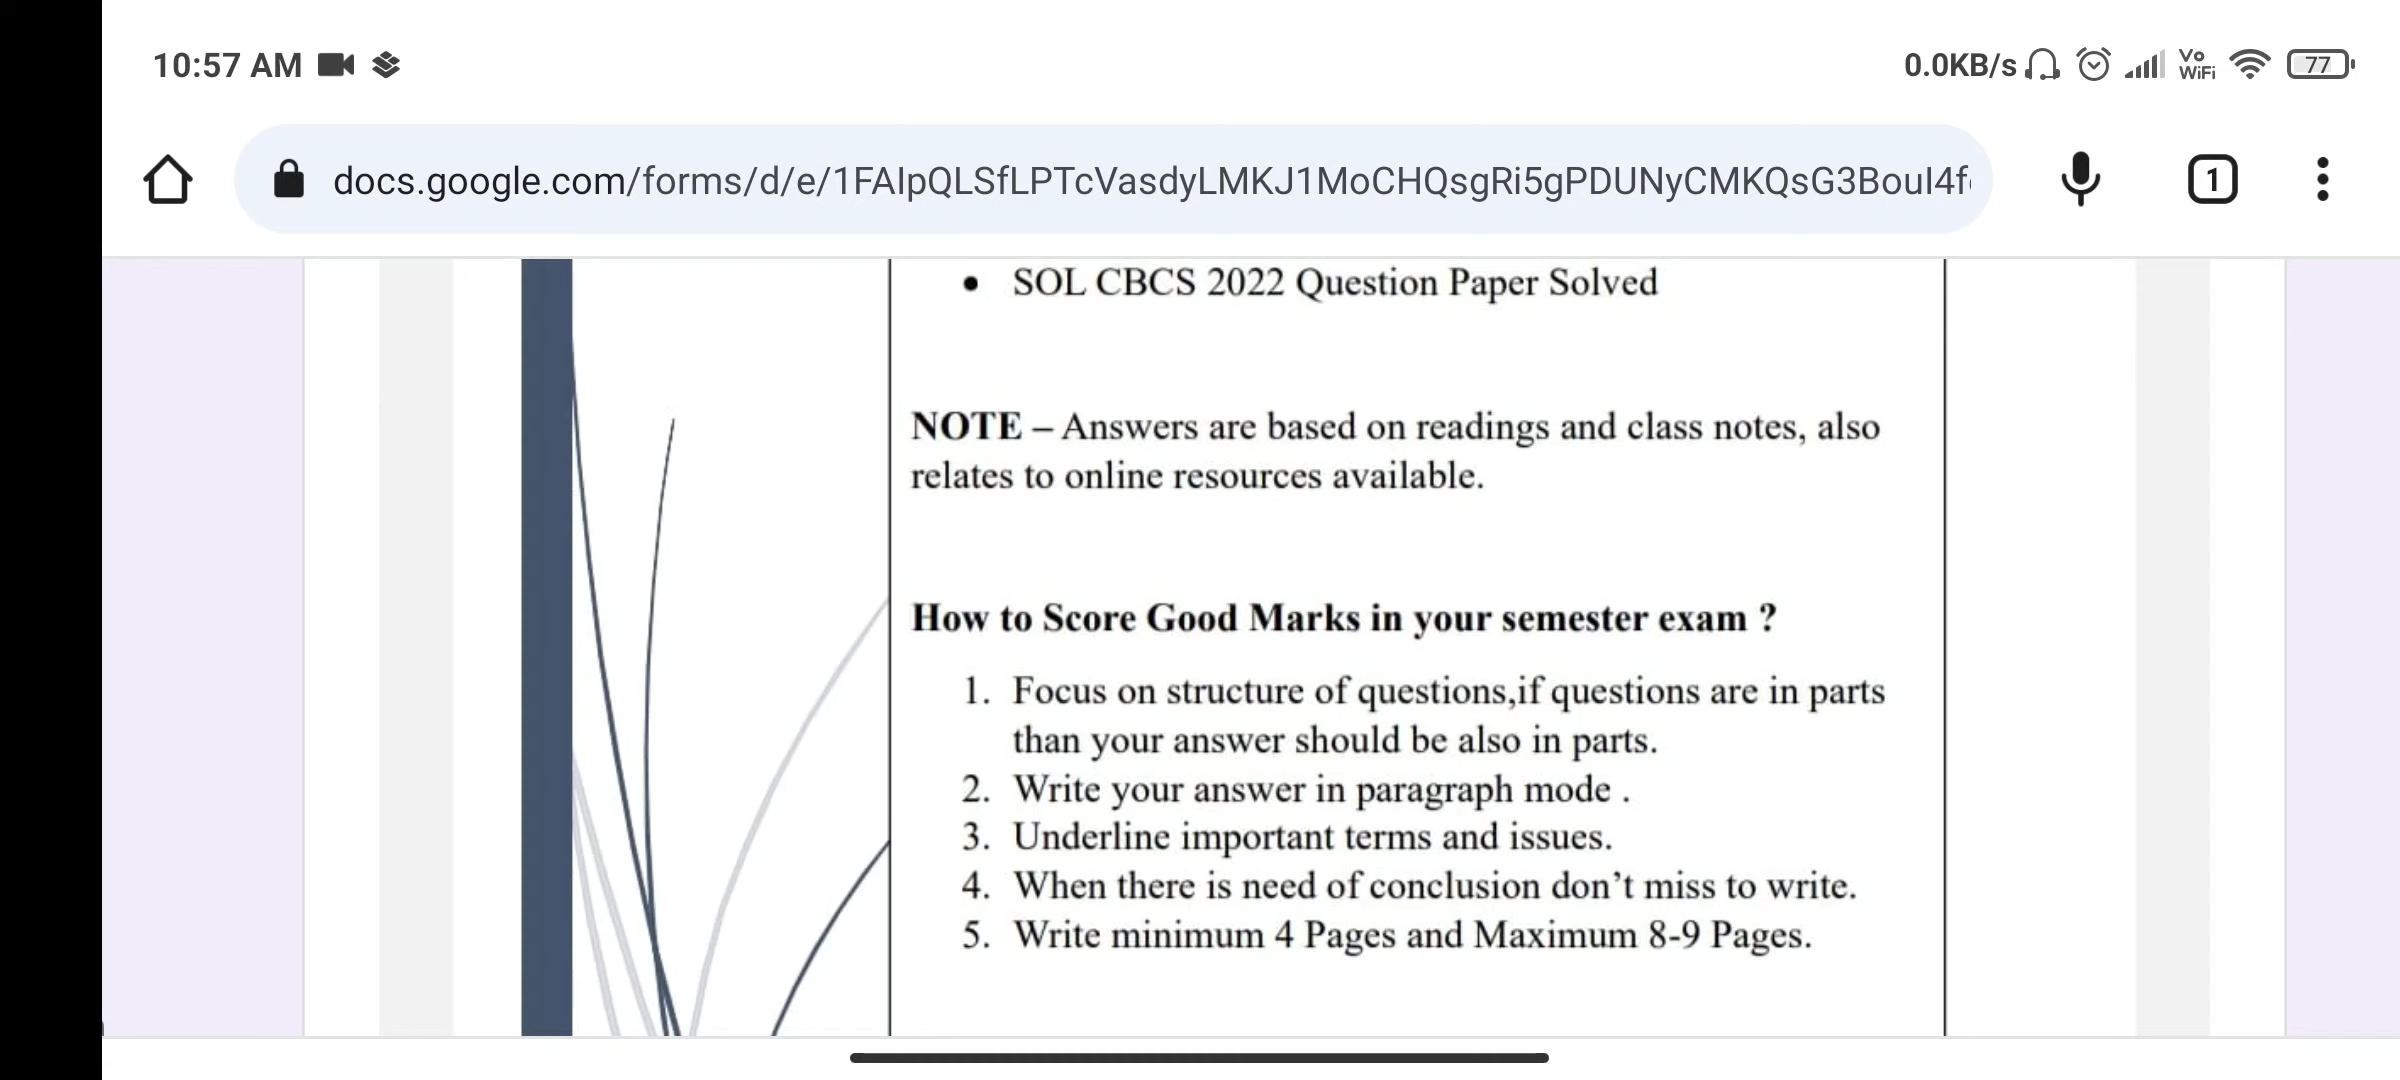 10:57 AM
0.0KB/s
Vo
WiFi
77
docs.google.com/forms/d/e/1FAIpQLSfLPTcVasdyLMKJ1MoCHQsgRi5gPDUNyCMKQsG3BouI4f
1
• SOL CBCS 2022 Question Paper Solved
NOTE – Answers are based on readings and class notes, also
relates to online resources available.
How to Score Good Marks in your semester exam ?
1. Focus on structure of questions,if questions are in parts
than your answer should be also in parts.
2. Write your answer in paragraph mode .
3. Underline important terms and issues.
4. When there is need of conclusion don’t miss to write.
5. Write minimum 4 Pages and Maximum 8-9 Pages.